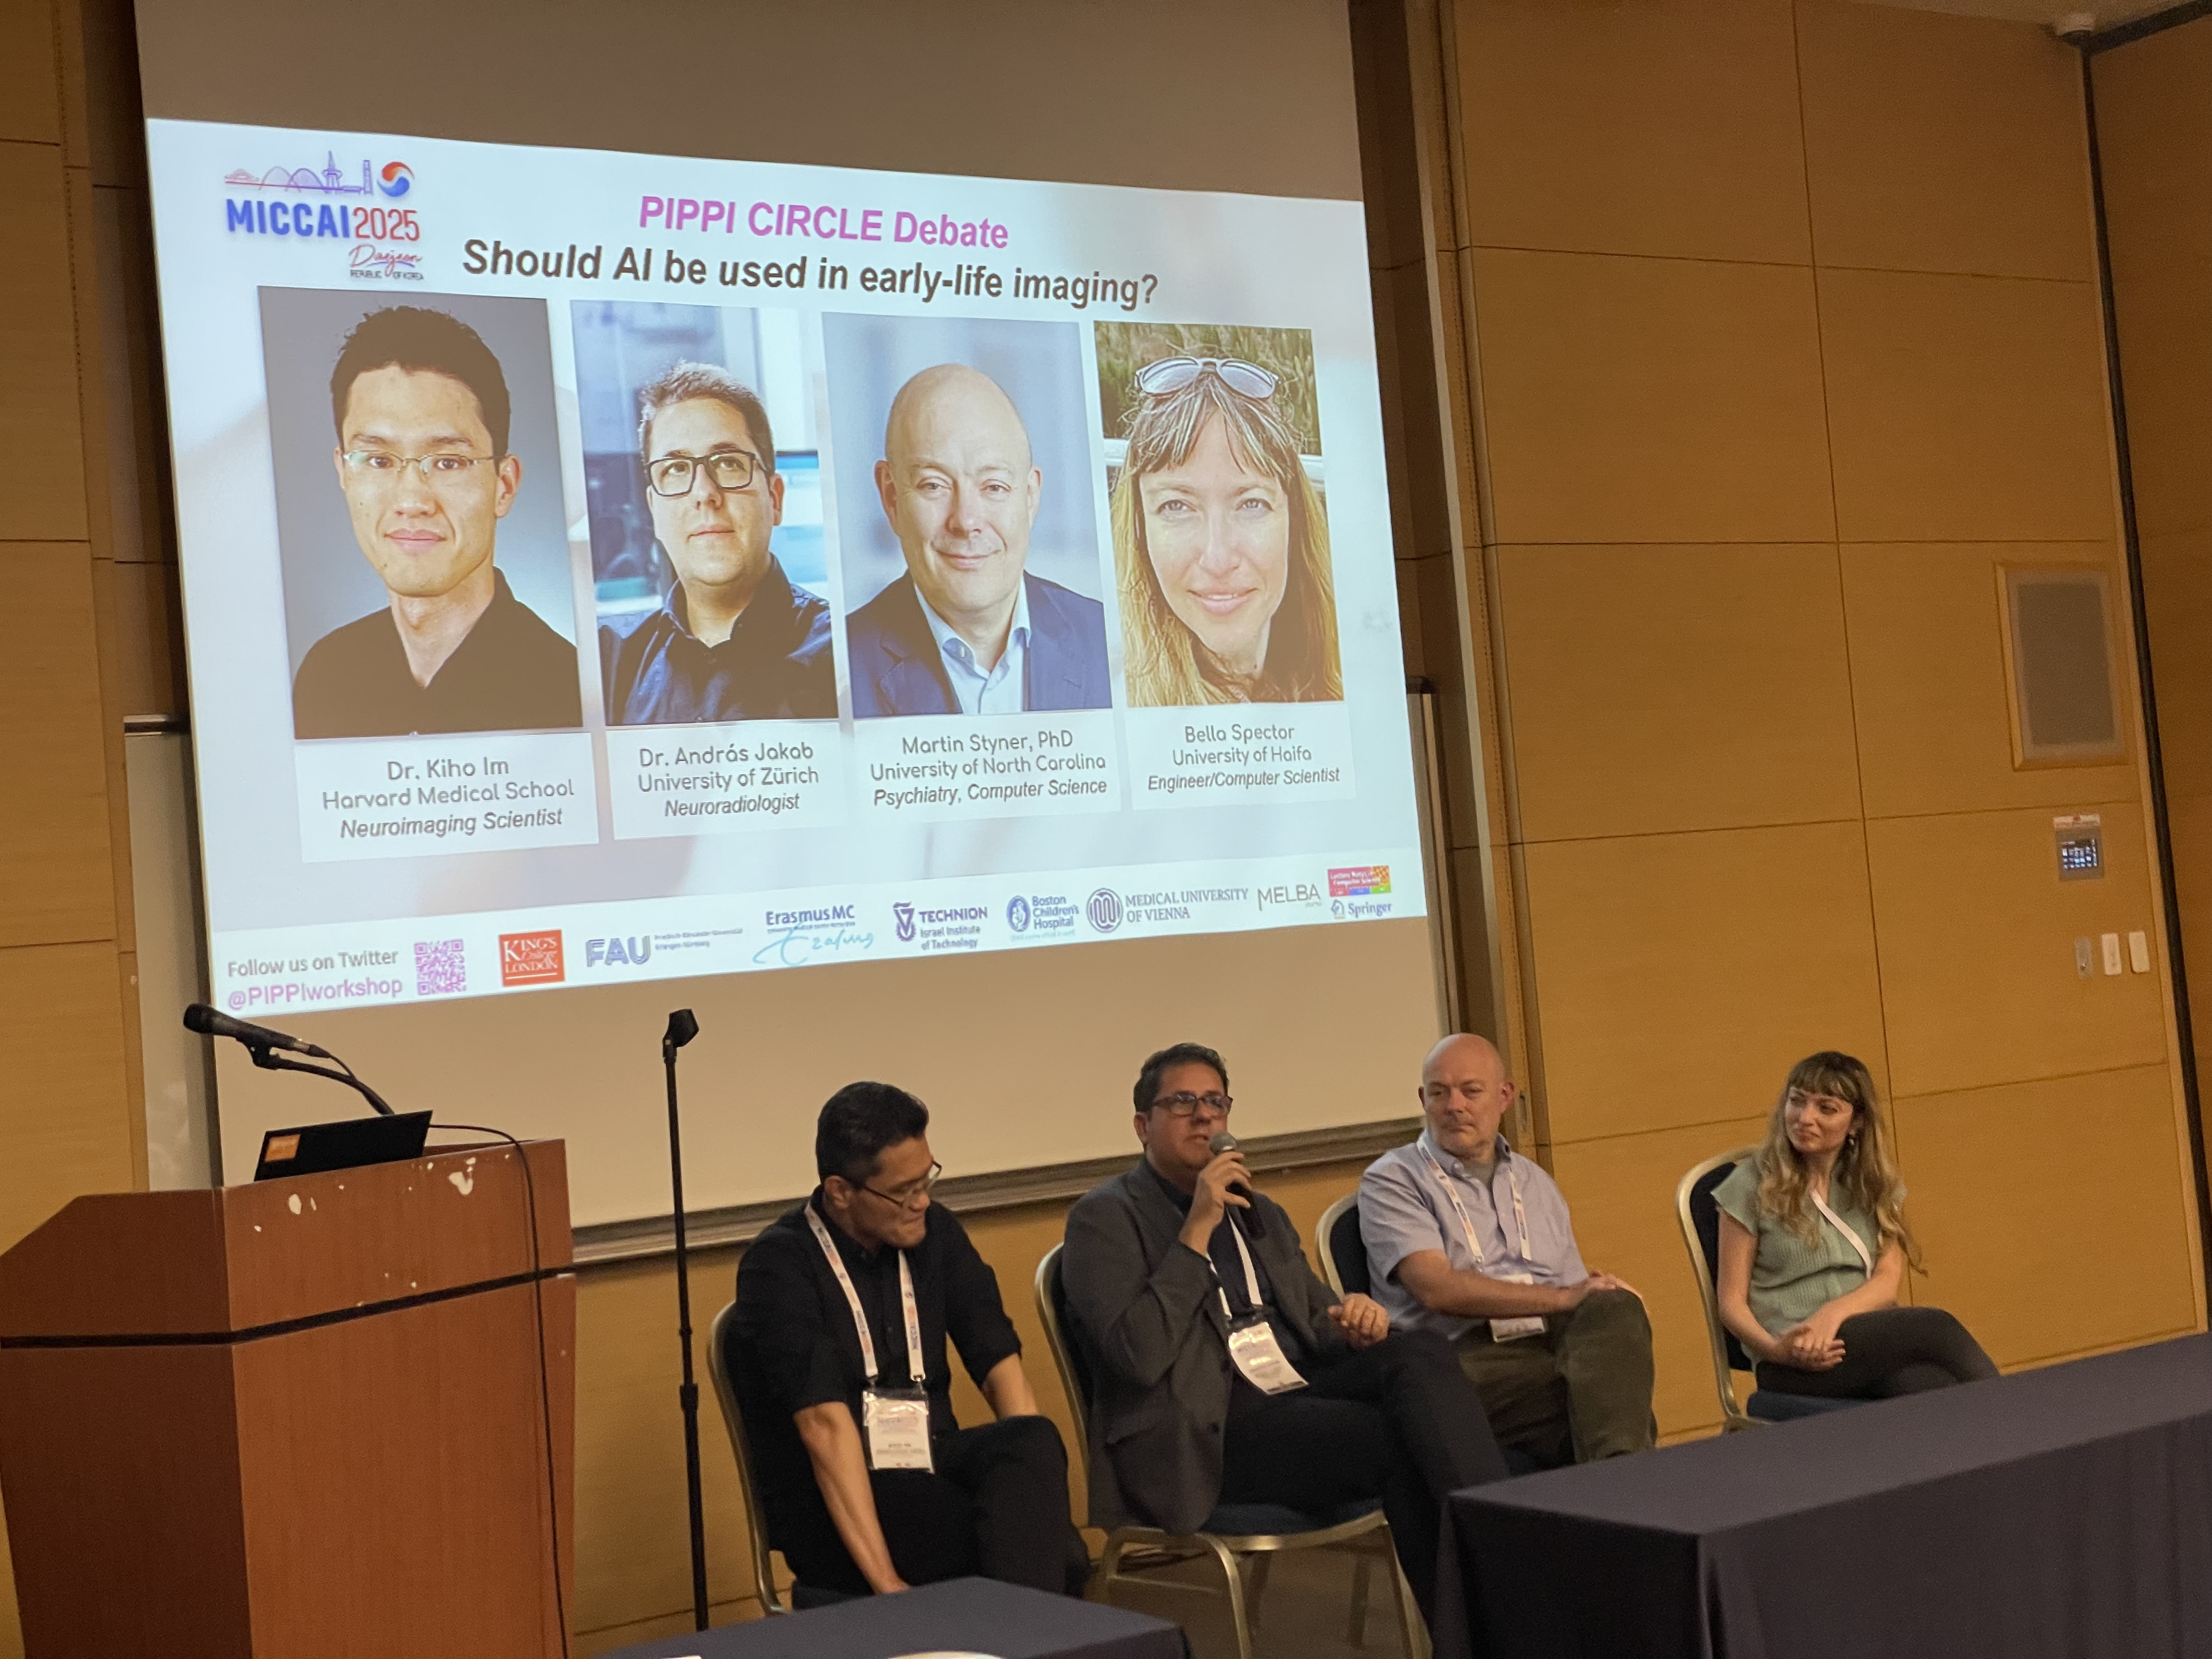 MICCAI2025
Daejeon
REPUBLIC OF KOREA
PIPPI CIRCLE Debate
Should AI be used in early-life imaging?
Dr. Kiho Im
Harvard Medical School
Neuroimaging Scientist
Dr. András Jakab
University of Zürich
Neuroradiologist
Martin Styner, PhD
University of North Carolina
Psychiatry, Computer Science
Bella Spector
University of Haifa
Engineer/Computer Scientist
Follow us on Twitter
@PIPPIworkshop
KING'S
College
LONDON
FAU
Erasmus MC
TECHNION
Israel Institute
of Technology
Boston
Children's
Hospital
MEDICAL UNIVERSITY
OF VIENNA
MELBA
Springer